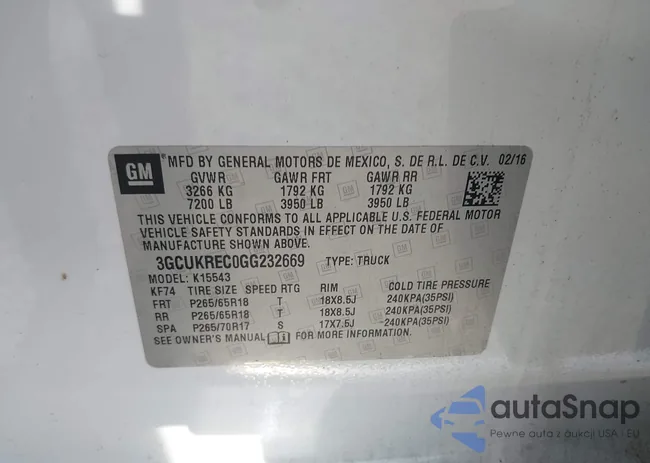 GM MFD BY GENERAL MOTORS DE MEXICO, S. DE R.L. DE C.V. 02/16
GVWR GAWR FRT GAWR RR
3266 KG 1792 KG 1792 KG
7200 LB 3950 LB 3950 LB
THIS VEHICLE CONFORMS TO ALL APPLICABLE U.S. FEDERAL MOTOR
VEHICLE SAFETY STANDARDS IN EFFECT ON THE DATE OF
MANUFACTURE SHOWN ABOVE.
3GCUKREC0GG232669 TYPE: TRUCK
MODEL: K15543
KF74 TIRE SIZE SPEED RTG RIM COLD TIRE PRESSURE
FRT P265/65R18 T 18X8.5J 240KPA(35PSI)
RR P265/65R18 T 18X8.5J 240KPA(35PSI)
SPA P265/70R17 S 17X7.5J 240KPA(35PSI)
SEE OWNER'S MANUAL FOR MORE INFORMATION.
autoSnap
Pewne auta z aukcji USA - EU